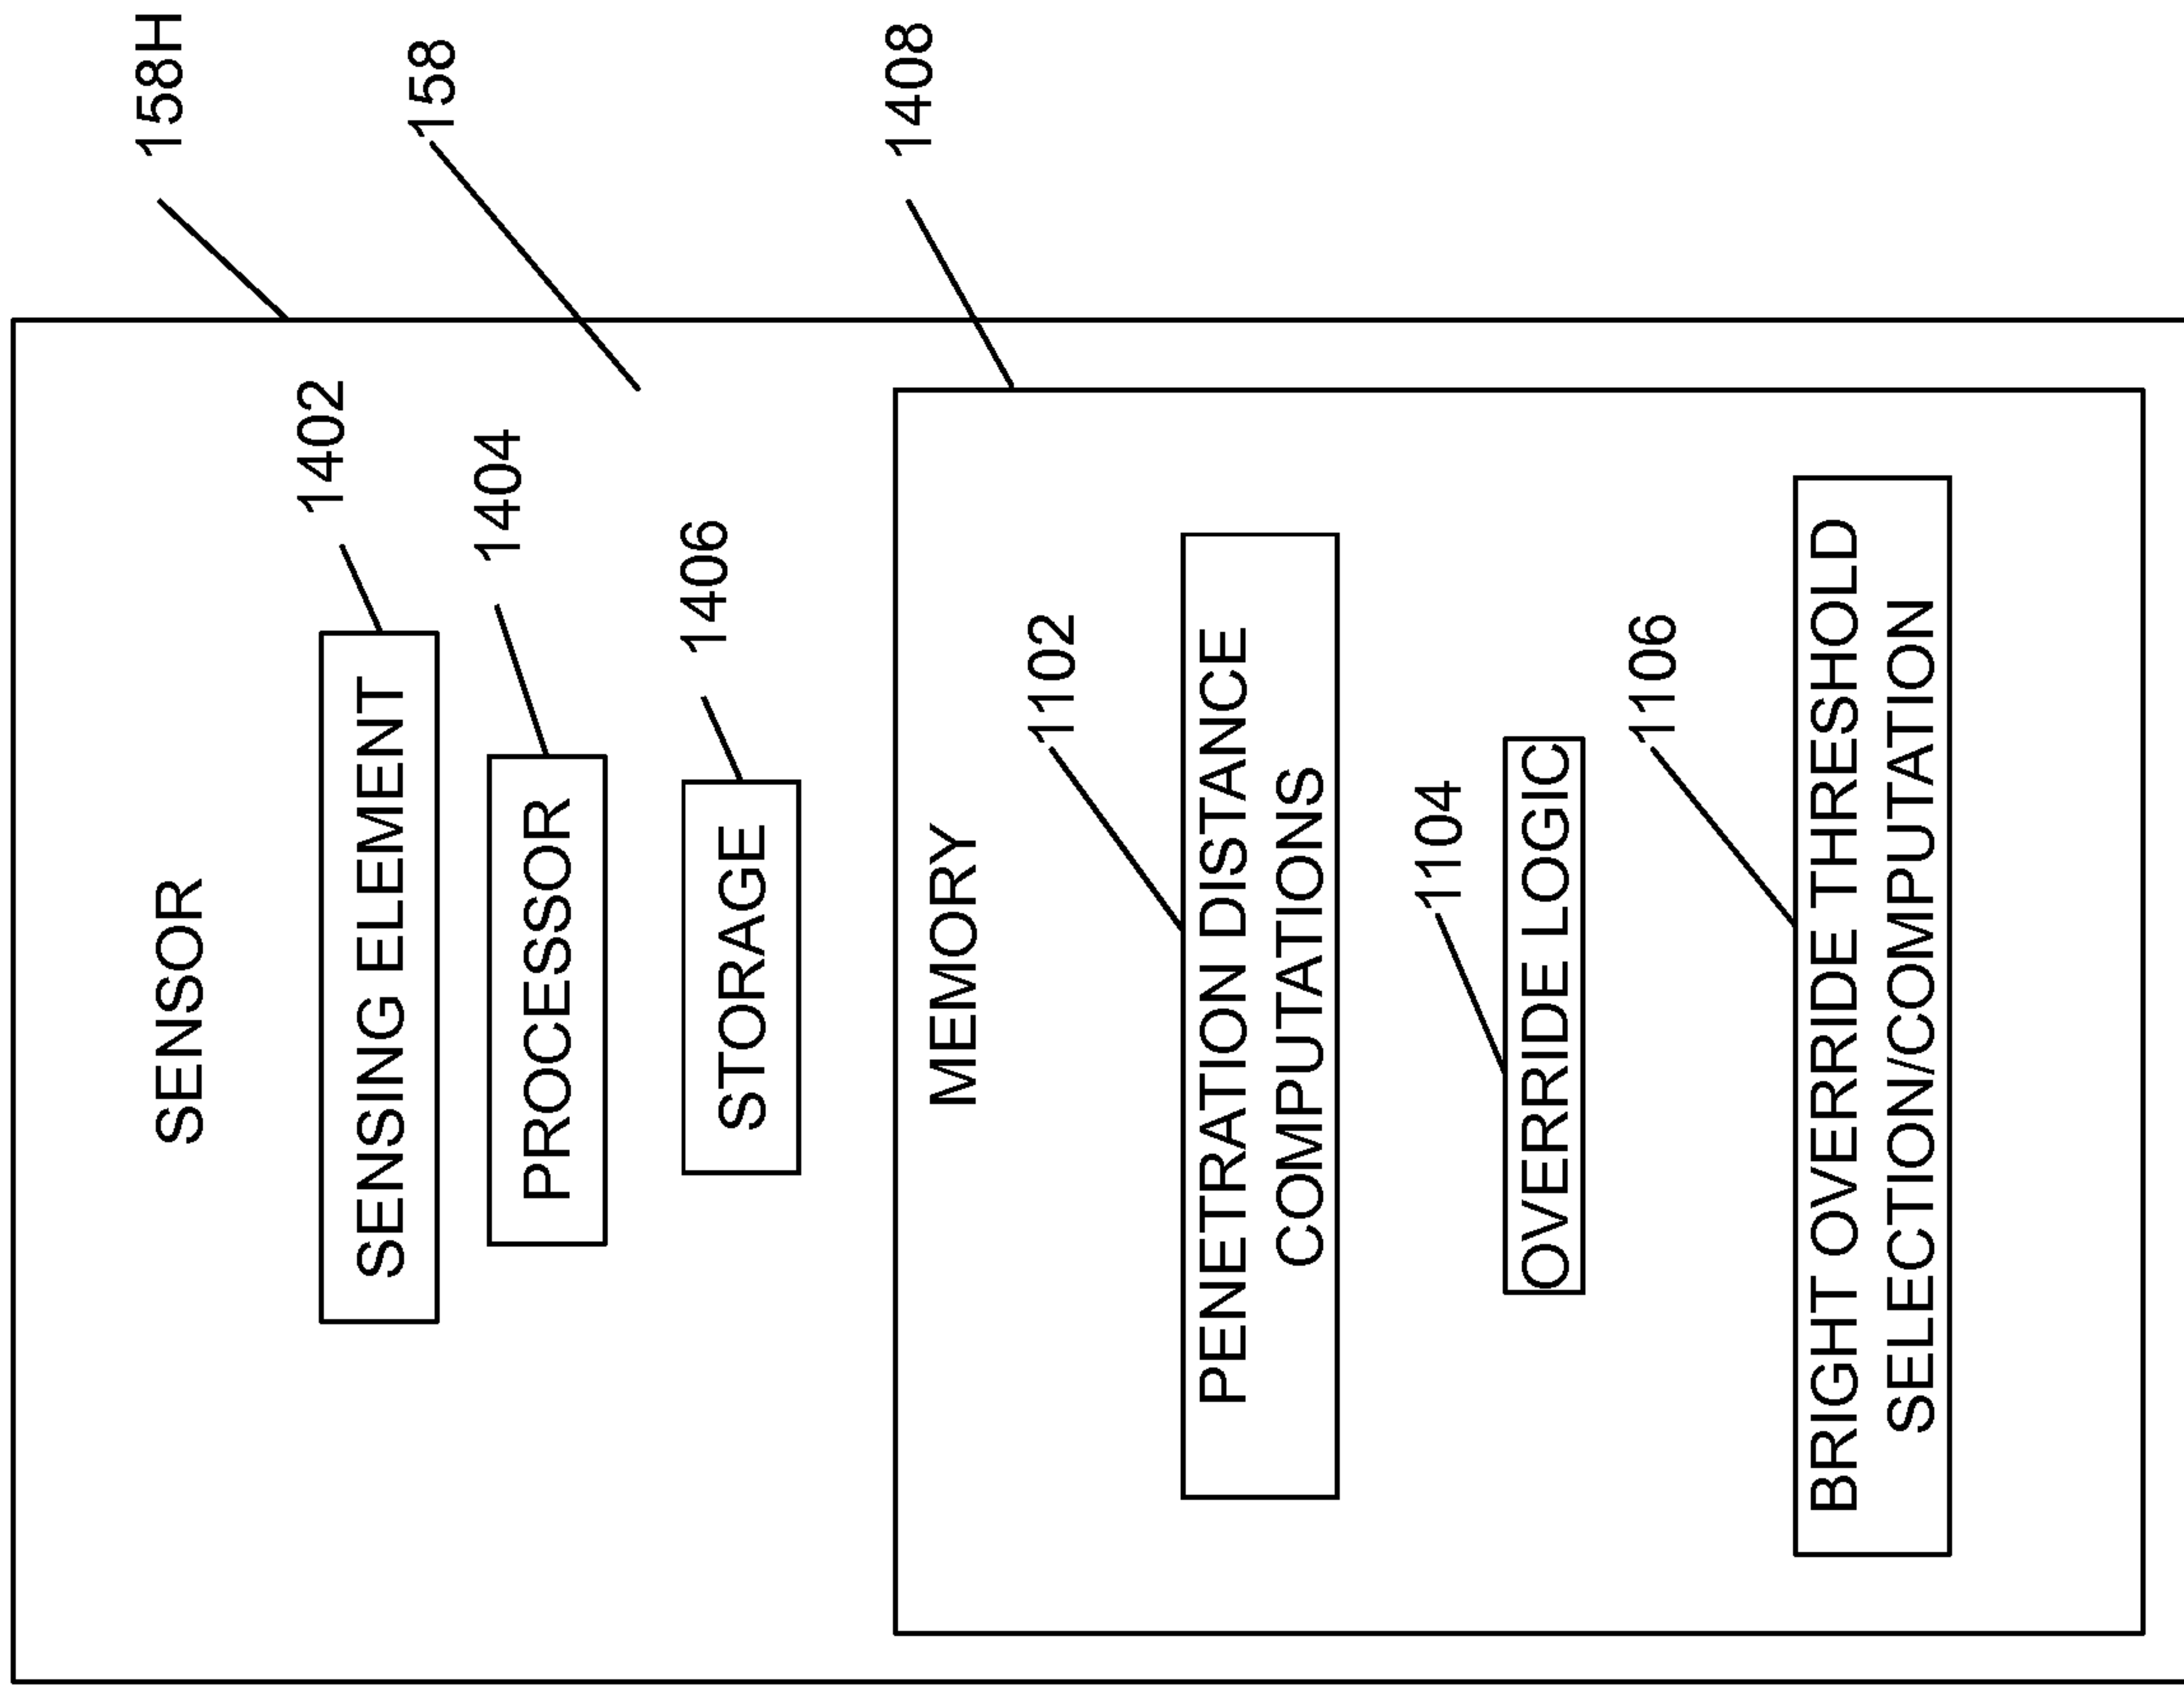 158H
158
SENSOR
1402
SENSING ELEMENT
1404
PROCESSOR
1406
STORAGE
1408
MEMORY
1102
PENETRATION DISTANCE
COMPUTATIONS
1104
OVERRIDE LOGIC
1106
BRIGHT OVERRIDE THRESHOLD
SELECTION/COMPUTATION